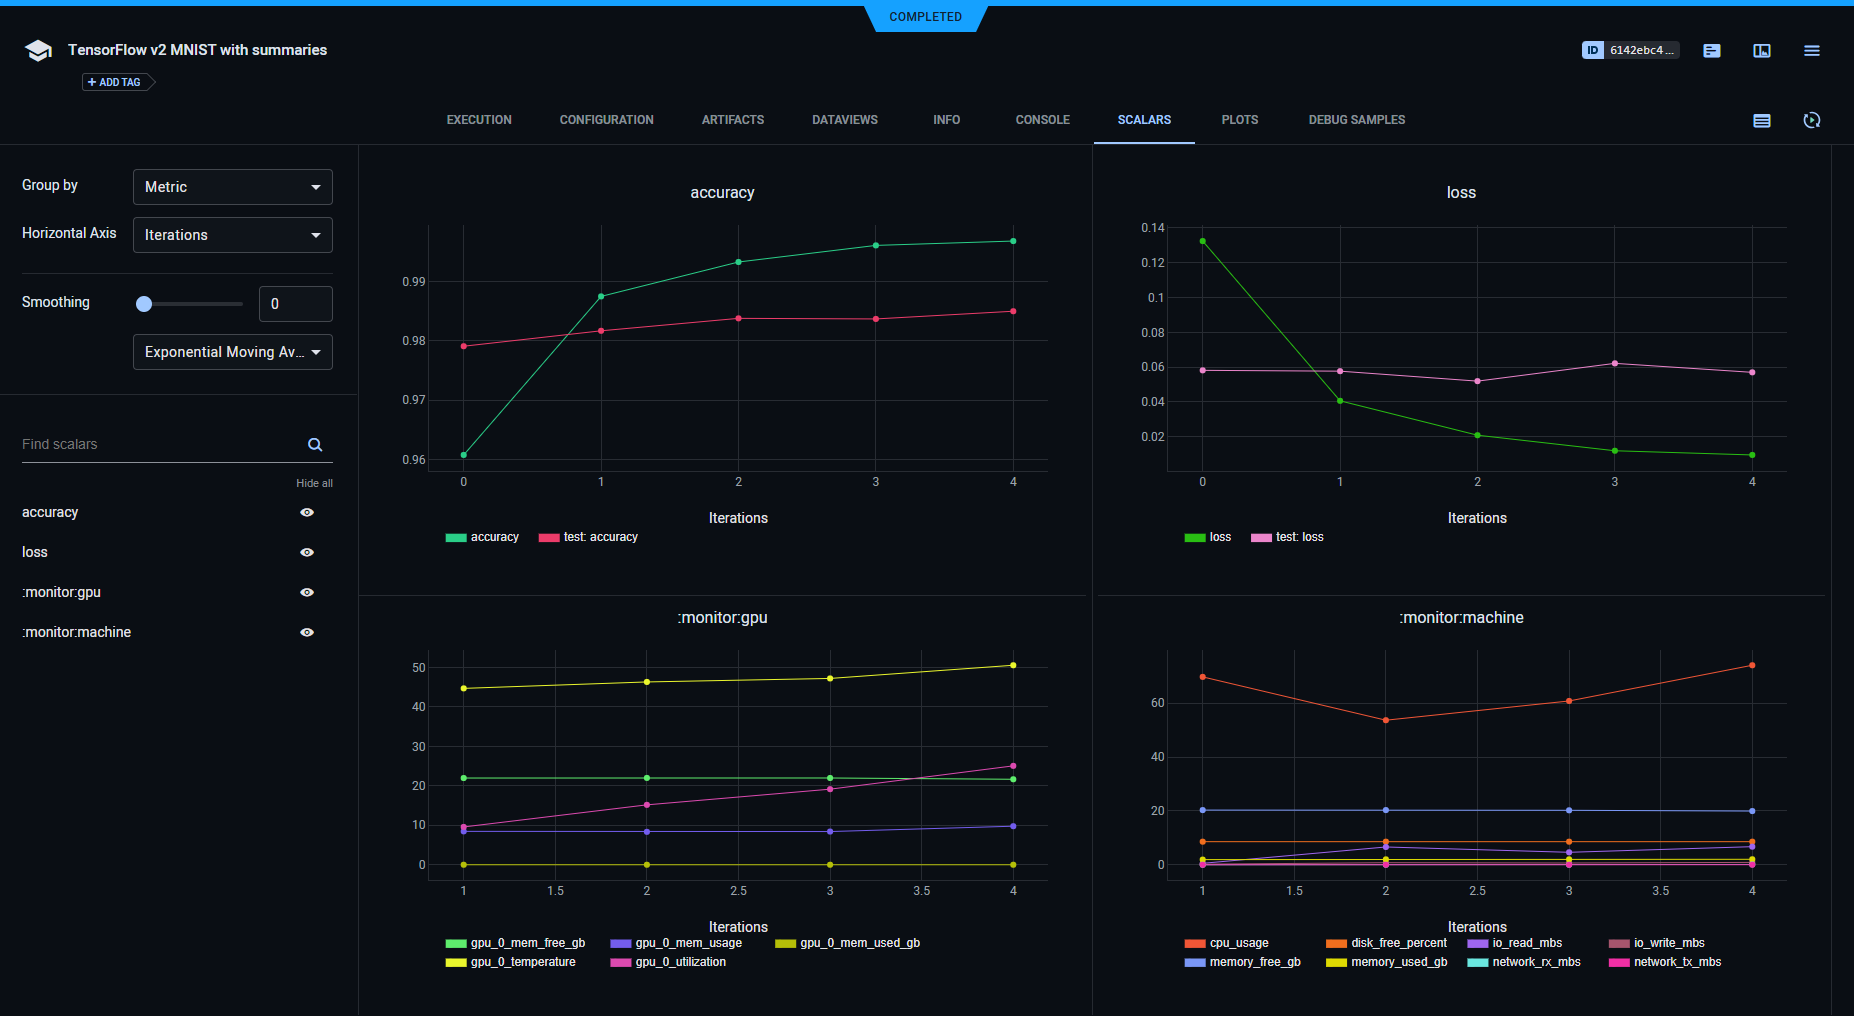 COMPLETED
TensorFlow v2 MNIST with summaries
ID 6142ebc4 ...
+ ADD TAG
EXECUTION CONFIGURATION ARTIFACTS DATAVIEWS INFO CONSOLE SCALARS PLOTS DEBUG SAMPLES
Group by Metric
Horizontal Axis Iterations
Smoothing 0
Exponential Moving Av...
Find scalars
Hide all
accuracy
loss
:monitor:gpu
:monitor:machine
accuracy
0.99
0.98
0.97
0.96
0 1 2 3 4
Iterations
accuracy test: accuracy
loss
0.14
0.12
0.1
0.08
0.06
0.04
0.02
0 1 2 3 4
Iterations
loss test: loss
:monitor:gpu
50
40
30
20
10
0
1 1.5 2 2.5 3 3.5 4
Iterations
gpu_0_mem_free_gb gpu_0_mem_usage gpu_0_mem_used_gb
gpu_0_temperature gpu_0_utilization
:monitor:machine
60
40
20
0
1 1.5 2 2.5 3 3.5 4
Iterations
cpu_usage disk_free_percent io_read_mbs io_write_mbs
memory_free_gb memory_used_gb network_rx_mbs network_tx_mbs